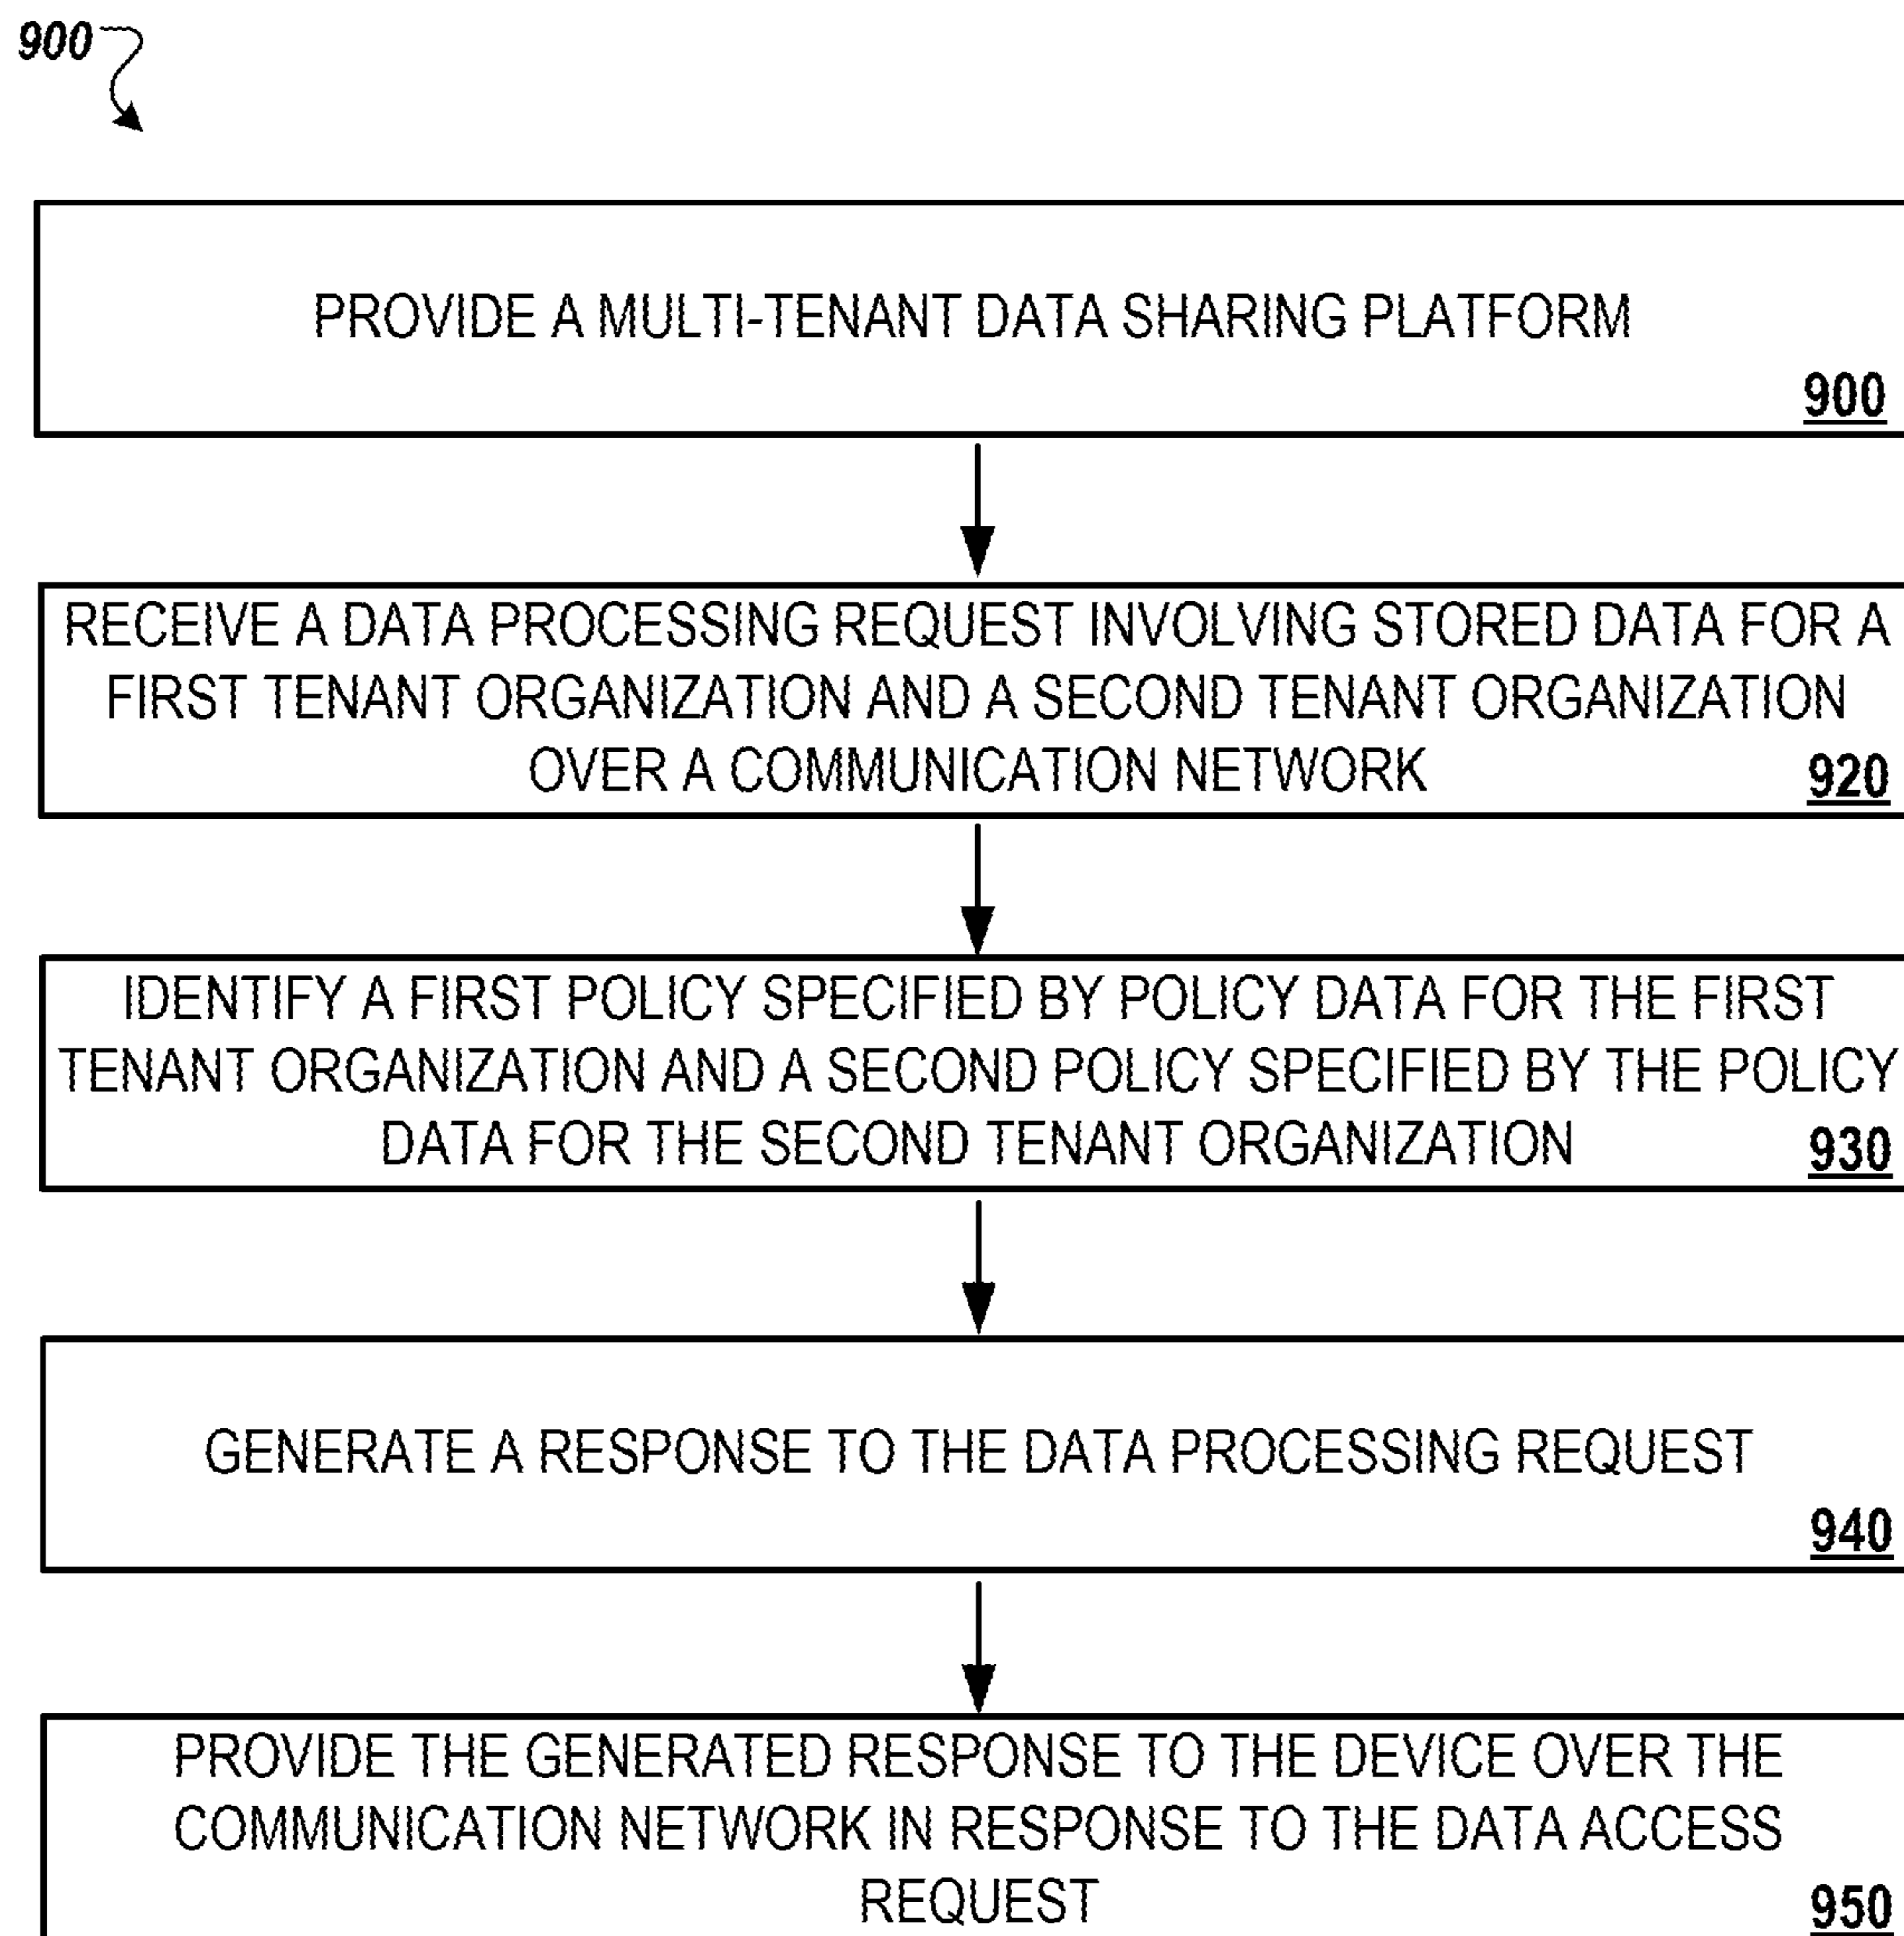 900
PROVIDE A MULTI-TENANT DATA SHARING PLATFORM
900
RECEIVE A DATA PROCESSING REQUEST INVOLVING STORED DATA FOR A
FIRST TENANT ORGANIZATION AND A SECOND TENANT ORGANIZATION
OVER A COMMUNICATION NETWORK
920
IDENTIFY A FIRST POLICY SPECIFIED BY POLICY DATA FOR THE FIRST
TENANT ORGANIZATION AND A SECOND POLICY SPECIFIED BY THE POLICY
DATA FOR THE SECOND TENANT ORGANIZATION
930
GENERATE A RESPONSE TO THE DATA PROCESSING REQUEST
940
PROVIDE THE GENERATED RESPONSE TO THE DEVICE OVER THE
COMMUNICATION NETWORK IN RESPONSE TO THE DATA ACCESS
REQUEST
950